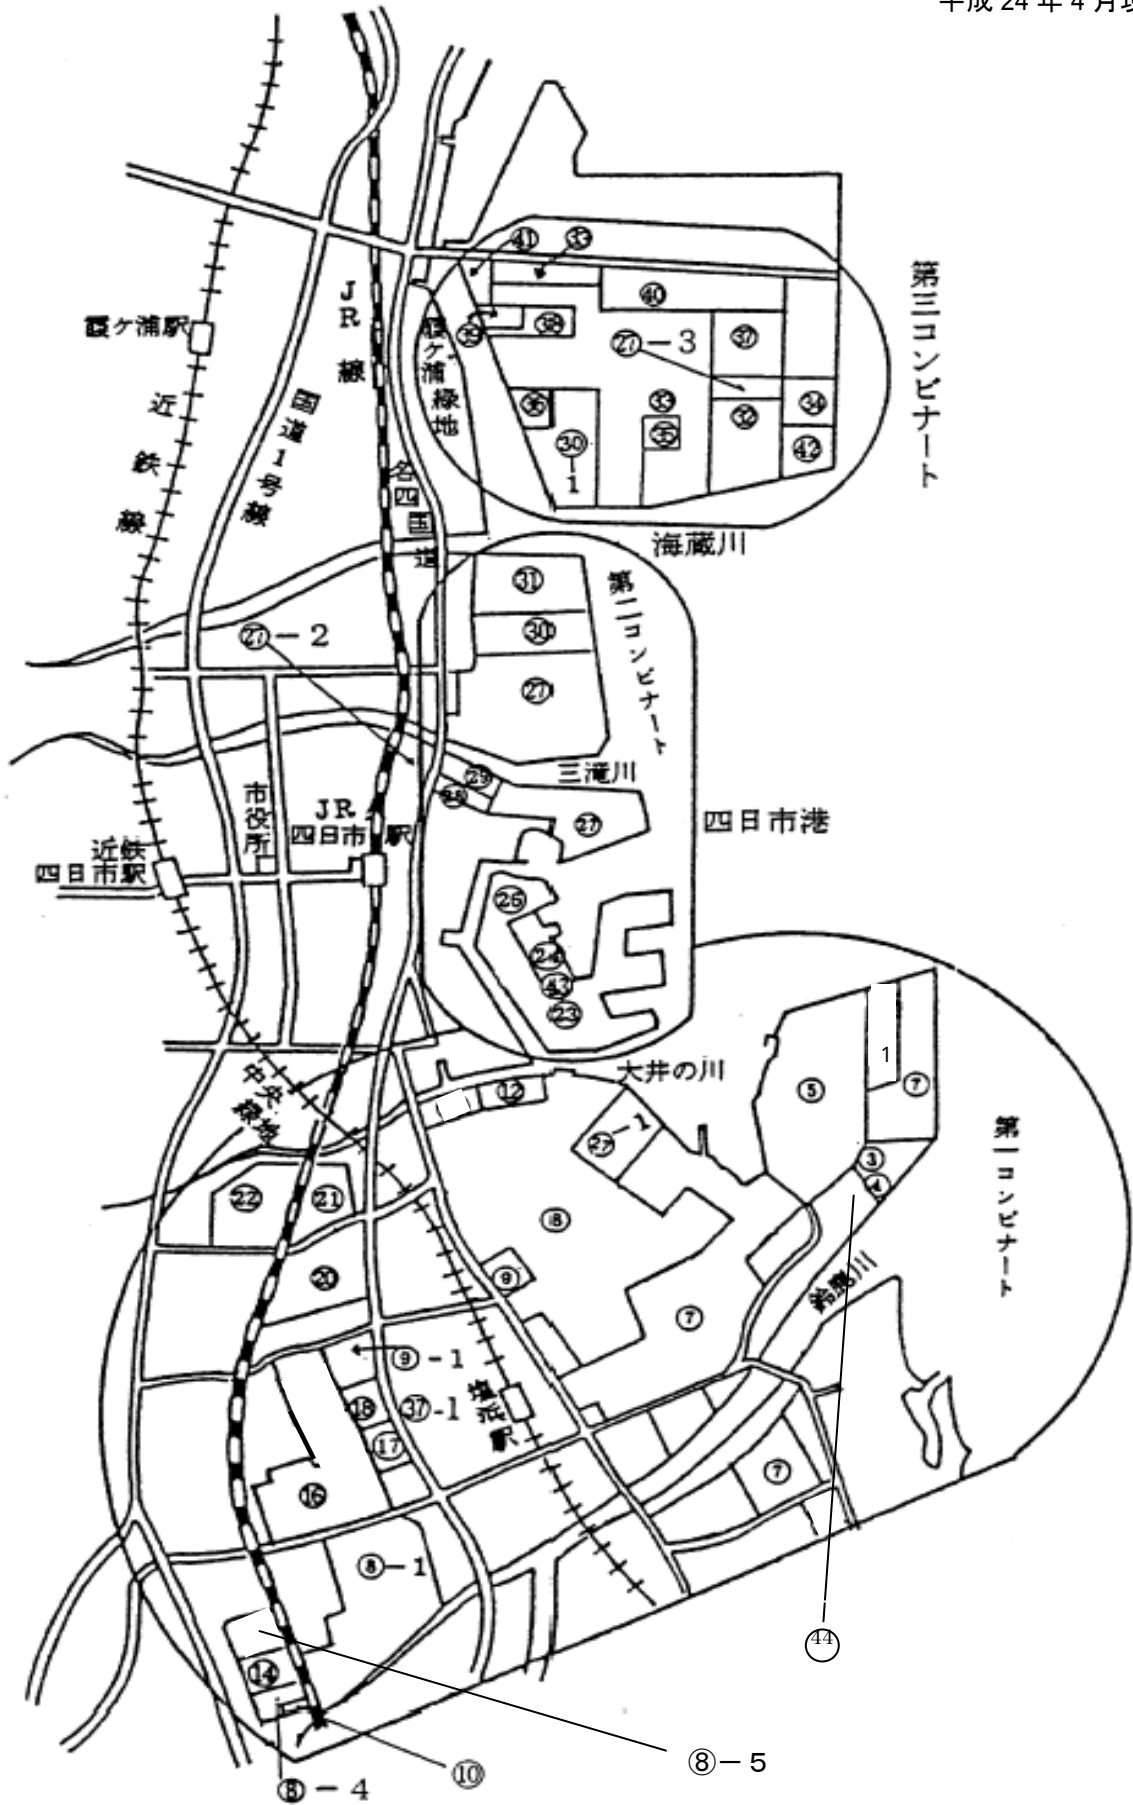 平成24年4月現
㊶
㉝
第三コンビナート
JR線
㊵
霞ヶ浦駅
霞ヶ浦緑地
㊴
㊳
㉗－3
㊲
近鉄線
国道1号線
㊱
㉝
㉟
㉜
㉞
㊷
㉚－1
名四国道
海蔵川
㉛
第二コンビナート
㉚
㉗－2
㉗
三滝川
㉙
㉘
㉗
四日市港
市役所
JR四日市駅
近鉄四日市駅
㉖
㉔
㊸
㉓
大井の川
1
⑤
⑦
中央緑地
⑫
㉗－1
第一コンビナート
③
④
㉒
㉑
⑧
⑨
⑳
鈴鹿川
⑦
⑨-1
⑱
㊲-1
塩浜駅
⑰
⑯
⑦
⑧－1
㊹
⑭
⑧－5
⑩
⑧－4